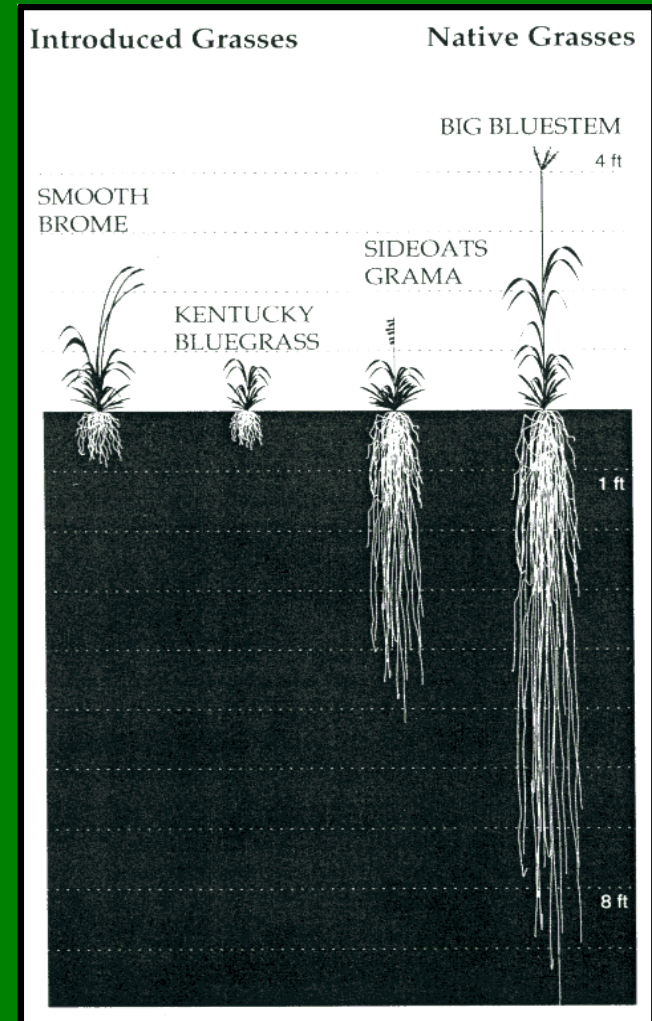 Introduced Grasses
Native Grasses
BIG BLUESTEM
4 ft
SMOOTH
BROME
SIDEOATS
GRAMA
KENTUCKY
BLUEGRASS
1 ft
8 ft